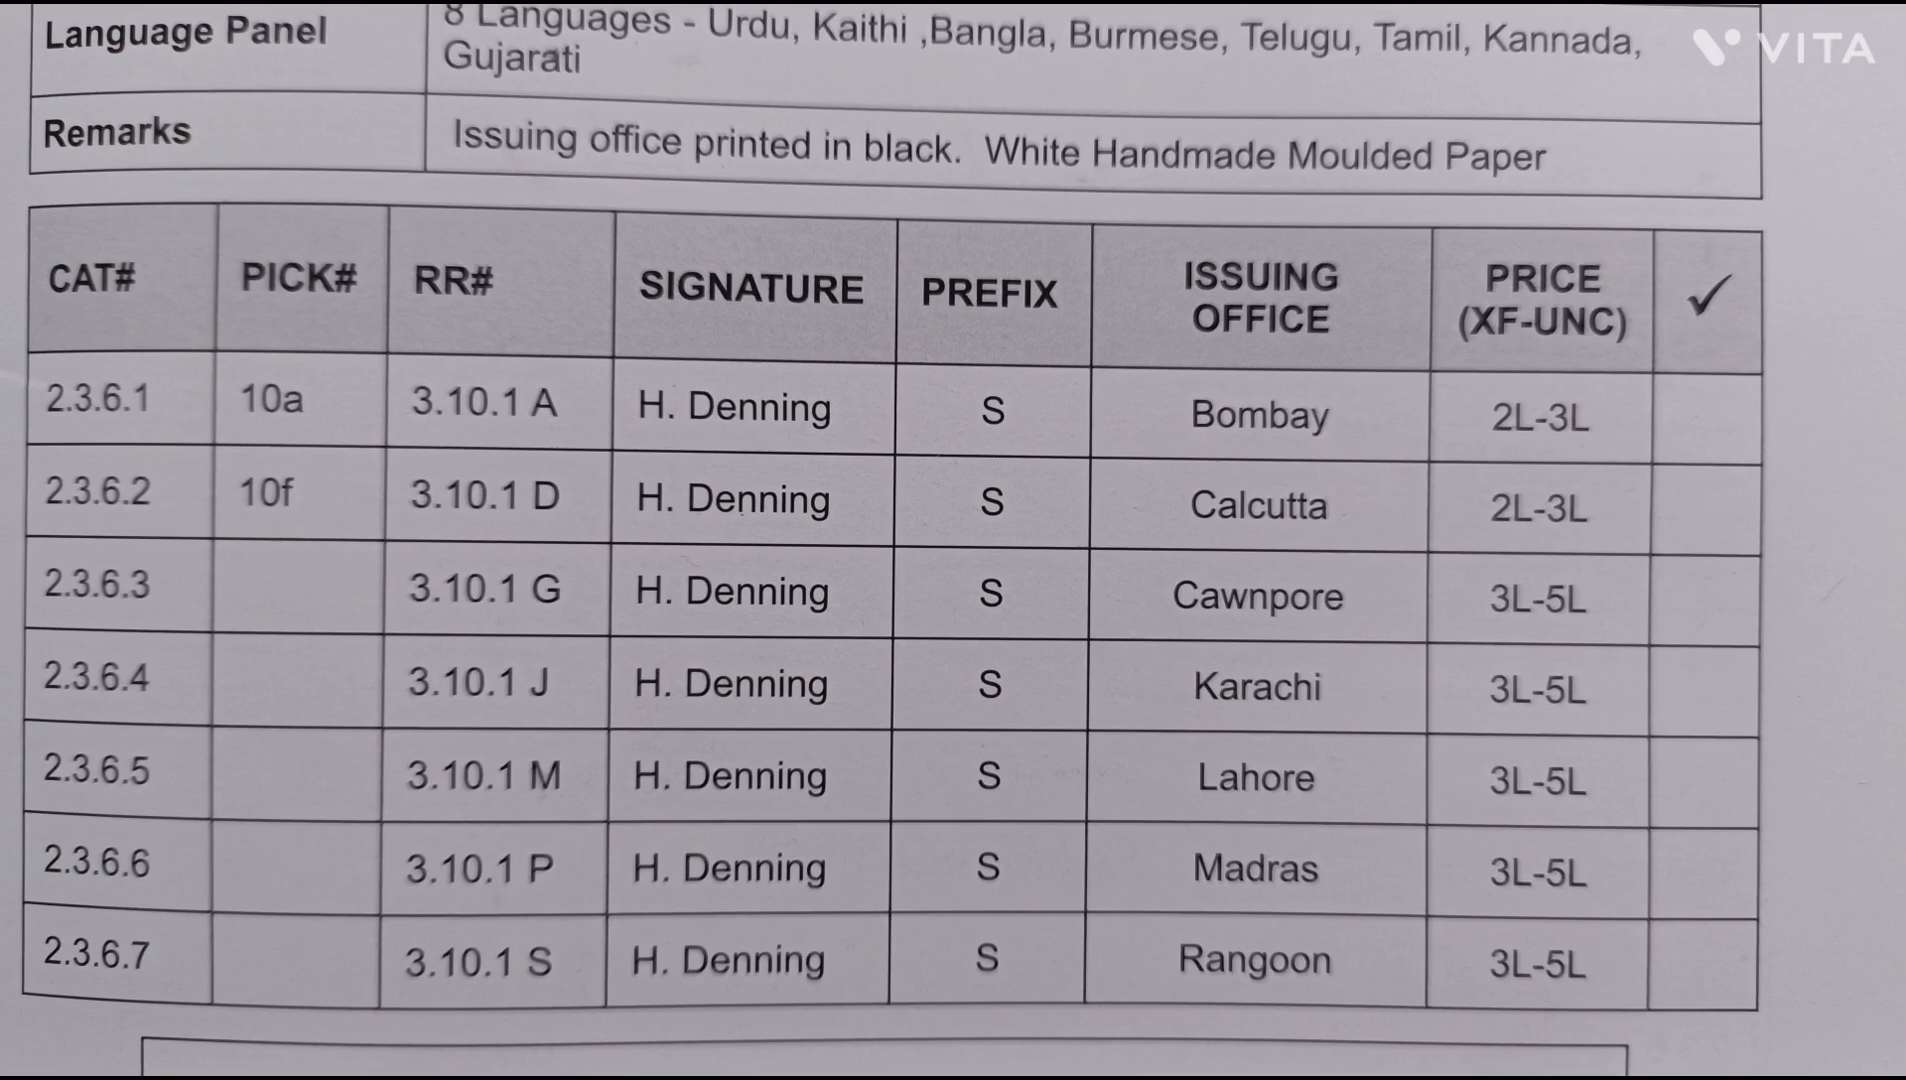 Language Panel
8 Languages - Urdu, Kaithi ,Bangla, Burmese, Telugu, Tamil, Kannada,
Gujarati
VITA
Remarks
Issuing office printed in black. White Handmade Moulded Paper
CAT# PICK# RR# SIGNATURE PREFIX ISSUING OFFICE PRICE (XF-UNC) ✓
2.3.6.1 10a 3.10.1 A H. Denning S Bombay 2L-3L
2.3.6.2 10f 3.10.1 D H. Denning S Calcutta 2L-3L
2.3.6.3 3.10.1 G H. Denning S Cawnpore 3L-5L
2.3.6.4 3.10.1 J H. Denning S Karachi 3L-5L
2.3.6.5 3.10.1 M H. Denning S Lahore 3L-5L
2.3.6.6 3.10.1 P H. Denning S Madras 3L-5L
2.3.6.7 3.10.1 S H. Denning S Rangoon 3L-5L